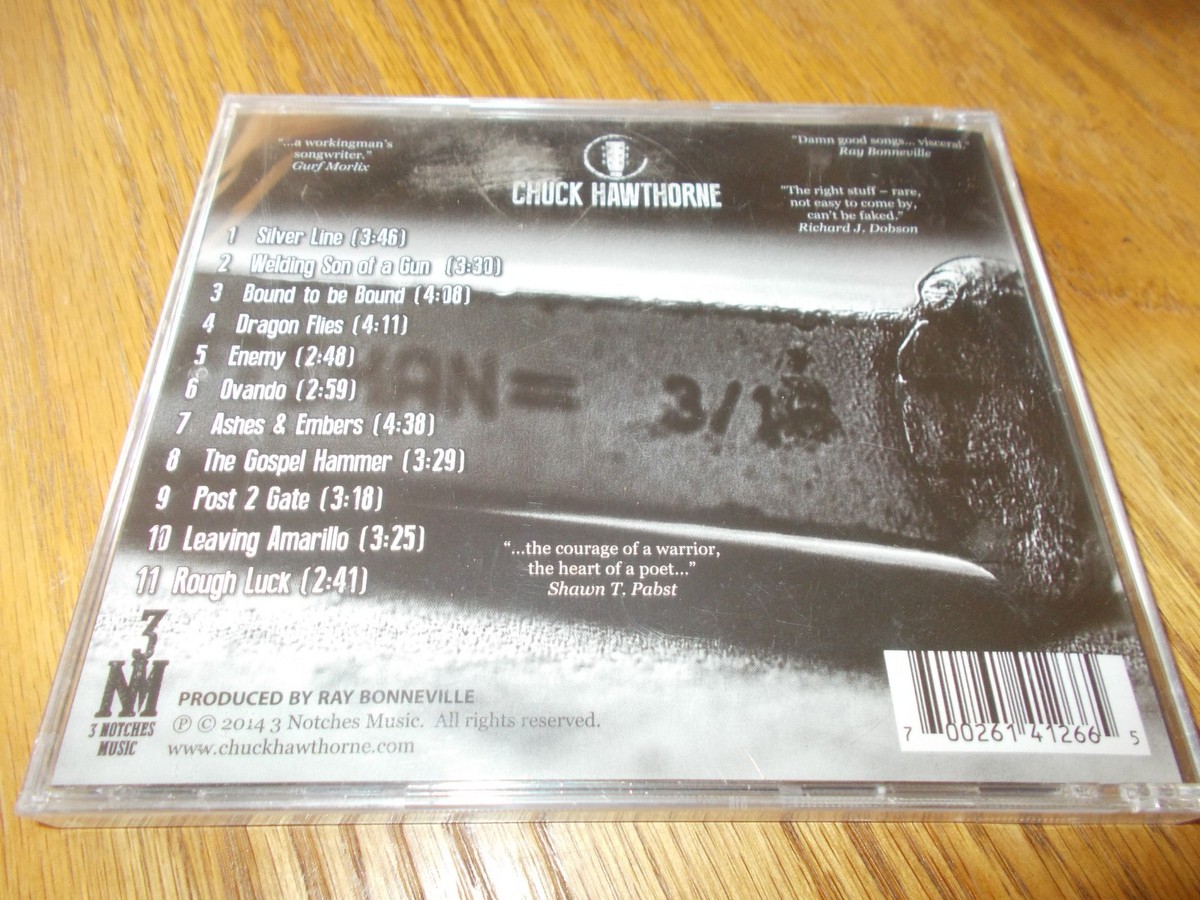 "...a workingman's
songwriter."
Gurf Morlix
CHUCK HAWTHORNE
"Damn good songs... visceral."
Ray Bonneville
"The right stuff – rare,
not easy to come by,
can't be faked."
Richard J. Dobson
1 Silver Line (3:46)
2 Welding Son of a Gun (3:30)
3 Bound to be Bound (4:08)
4 Dragon Flies (4:11)
5 Enemy (2:48)
6 Ovando (2:59)
7 Ashes & Embers (4:38)
8 The Gospel Hammer (3:29)
9 Post 2 Gate (3:18)
10 Leaving Amarillo (3:25)
11 Rough Luck (2:41)
"...the courage of a warrior,
the heart of a poet..."
Shawn T. Pabst
3
NM
3 NOTCHES
MUSIC
PRODUCED BY RAY BONNEVILLE
℗ © 2014 3 Notches Music. All rights reserved.
www.chuckhawthorne.com
7 00261 41266 5